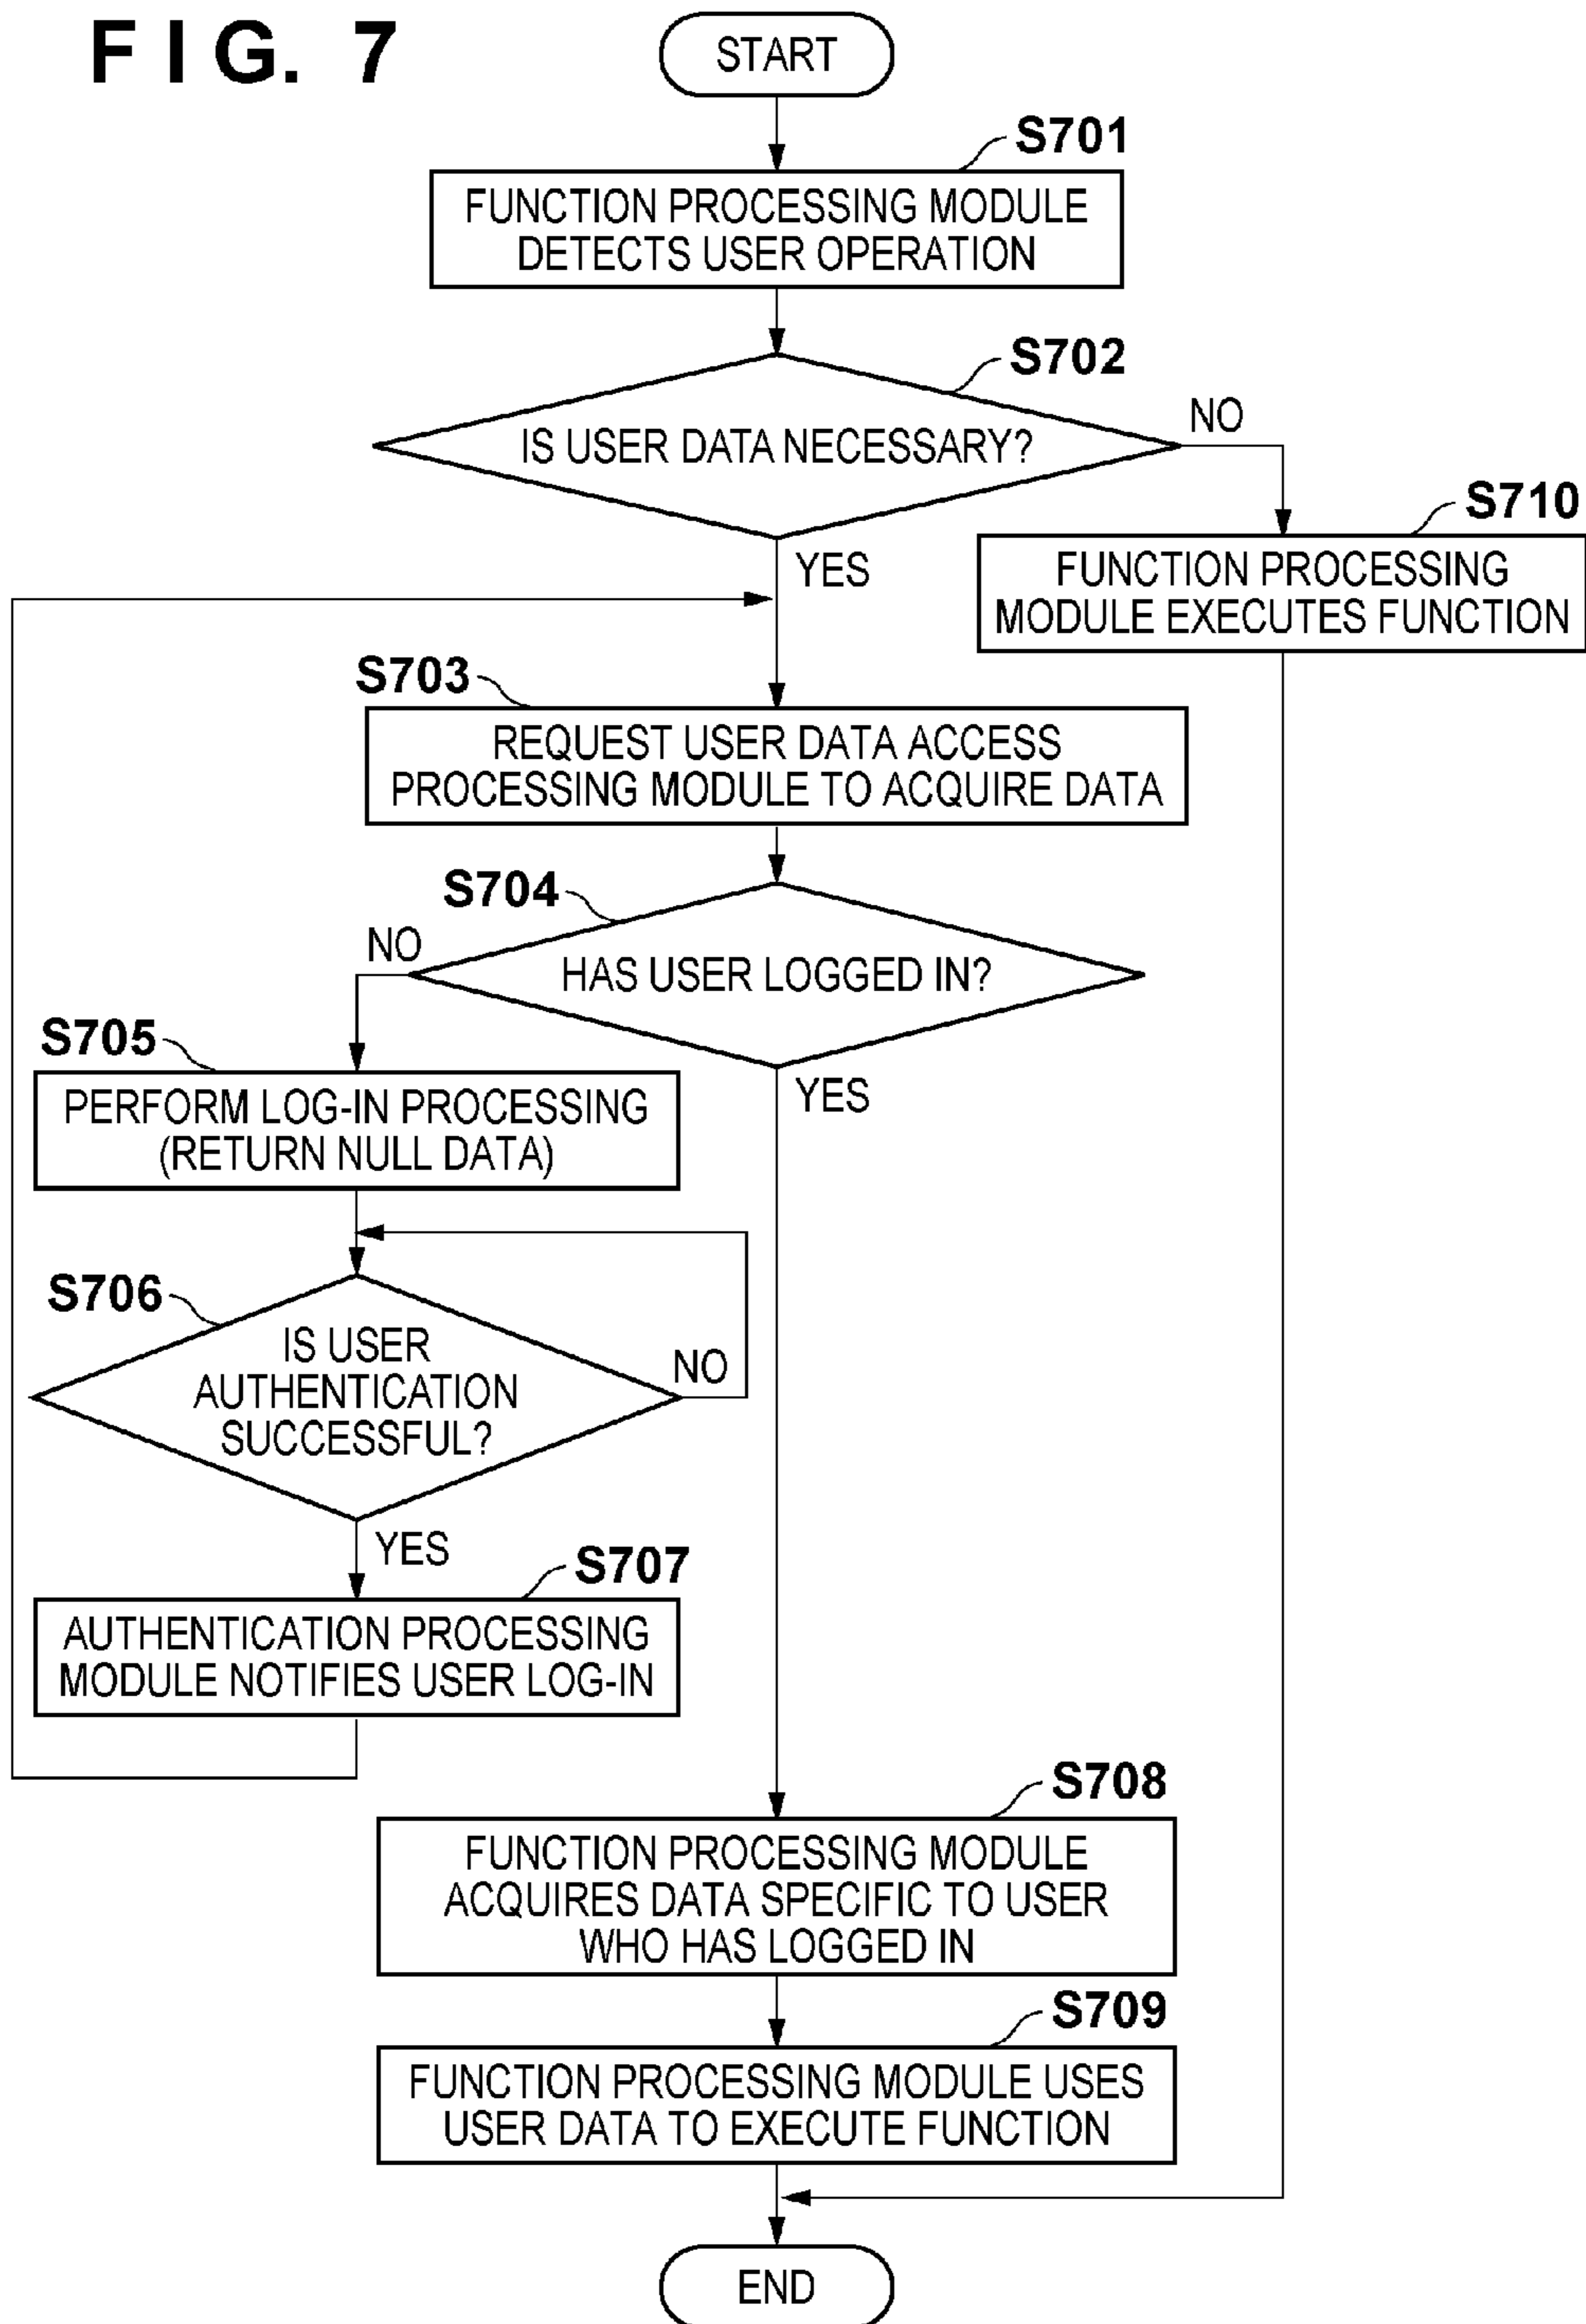 FIG. 7
START
S701
FUNCTION PROCESSING MODULE
DETECTS USER OPERATION
S702
IS USER DATA NECESSARY?
NO
YES
S710
FUNCTION PROCESSING
MODULE EXECUTES FUNCTION
S703
REQUEST USER DATA ACCESS
PROCESSING MODULE TO ACQUIRE DATA
S704
HAS USER LOGGED IN?
NO
YES
S705
PERFORM LOG-IN PROCESSING
(RETURN NULL DATA)
S706
IS USER
AUTHENTICATION
SUCCESSFUL?
NO
YES
S707
AUTHENTICATION PROCESSING
MODULE NOTIFIES USER LOG-IN
S708
FUNCTION PROCESSING MODULE
ACQUIRES DATA SPECIFIC TO USER
WHO HAS LOGGED IN
S709
FUNCTION PROCESSING MODULE USES
USER DATA TO EXECUTE FUNCTION
END